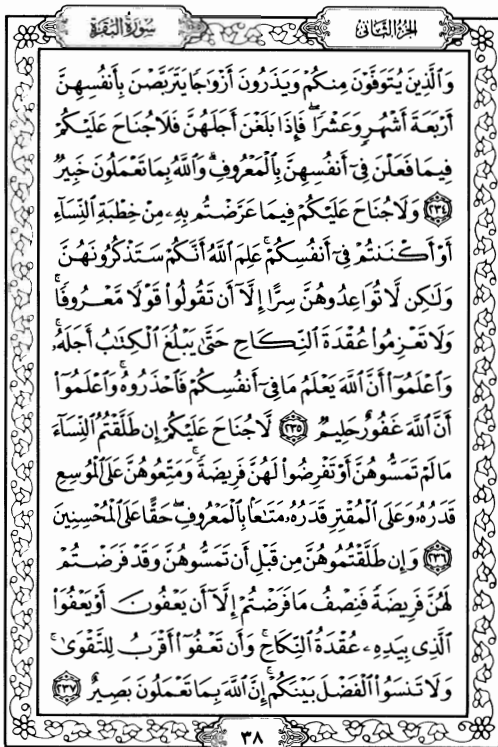 الجزء الثاني
سورة البقرة
وَٱلَّذِينَ يُتَوَفَّوْنَ مِنكُمْ وَيَذَرُونَ أَزْوَٰجًا يَتَرَبَّصْنَ بِأَنفُسِهِنَّ
أَرْبَعَةَ أَشْهُرٍ وَعَشْرًا ۖ فَإِذَا بَلَغْنَ أَجَلَهُنَّ فَلَا جُنَاحَ عَلَيْكُمْ
فِيمَا فَعَلْنَ فِىٓ أَنفُسِهِنَّ بِٱلْمَعْرُوفِ ۗ وَٱللَّهُ بِمَا تَعْمَلُونَ خَبِيرٌ
﴿٢٣٤﴾ وَلَا جُنَاحَ عَلَيْكُمْ فِيمَا عَرَّضْتُم بِهِۦ مِنْ خِطْبَةِ ٱلنِّسَآءِ
أَوْ أَكْنَنتُمْ فِىٓ أَنفُسِكُمْ ۚ عَلِمَ ٱللَّهُ أَنَّكُمْ سَتَذْكُرُونَهُنَّ
وَلَٰكِن لَّا تُوَاعِدُوهُنَّ سِرًّا إِلَّآ أَن تَقُولُوا۟ قَوْلًا مَّعْرُوفًا ۚ
وَلَا تَعْزِمُوا۟ عُقْدَةَ ٱلنِّكَاحِ حَتَّىٰ يَبْلُغَ ٱلْكِتَٰبُ أَجَلَهُۥ ۚ
وَٱعْلَمُوٓا۟ أَنَّ ٱللَّهَ يَعْلَمُ مَا فِىٓ أَنفُسِكُمْ فَٱحْذَرُوهُ ۚ وَٱعْلَمُوٓا۟
أَنَّ ٱللَّهَ غَفُورٌ حَلِيمٌ ﴿٢٣٥﴾ لَّا جُنَاحَ عَلَيْكُمْ إِن طَلَّقْتُمُ ٱلنِّسَآءَ
مَا لَمْ تَمَسُّوهُنَّ أَوْ تَفْرِضُوا۟ لَهُنَّ فَرِيضَةً ۚ وَمَتِّعُوهُنَّ عَلَى ٱلْمُوسِعِ
قَدَرُهُۥ وَعَلَى ٱلْمُقْتِرِ قَدَرُهُۥ مَتَٰعًۢا بِٱلْمَعْرُوفِ ۖ حَقًّا عَلَى ٱلْمُحْسِنِينَ
﴿٢٣٦﴾ وَإِن طَلَّقْتُمُوهُنَّ مِن قَبْلِ أَن تَمَسُّوهُنَّ وَقَدْ فَرَضْتُمْ
لَهُنَّ فَرِيضَةً فَنِصْفُ مَا فَرَضْتُمْ إِلَّآ أَن يَعْفُونَ أَوْ يَعْفُوَا۟
ٱلَّذِى بِيَدِهِۦ عُقْدَةُ ٱلنِّكَاحِ ۚ وَأَن تَعْفُوٓا۟ أَقْرَبُ لِلتَّقْوَىٰ ۚ
وَلَا تَنسَوُا۟ ٱلْفَضْلَ بَيْنَكُمْ ۚ إِنَّ ٱللَّهَ بِمَا تَعْمَلُونَ بَصِيرٌ ﴿٢٣٧﴾
٣٨